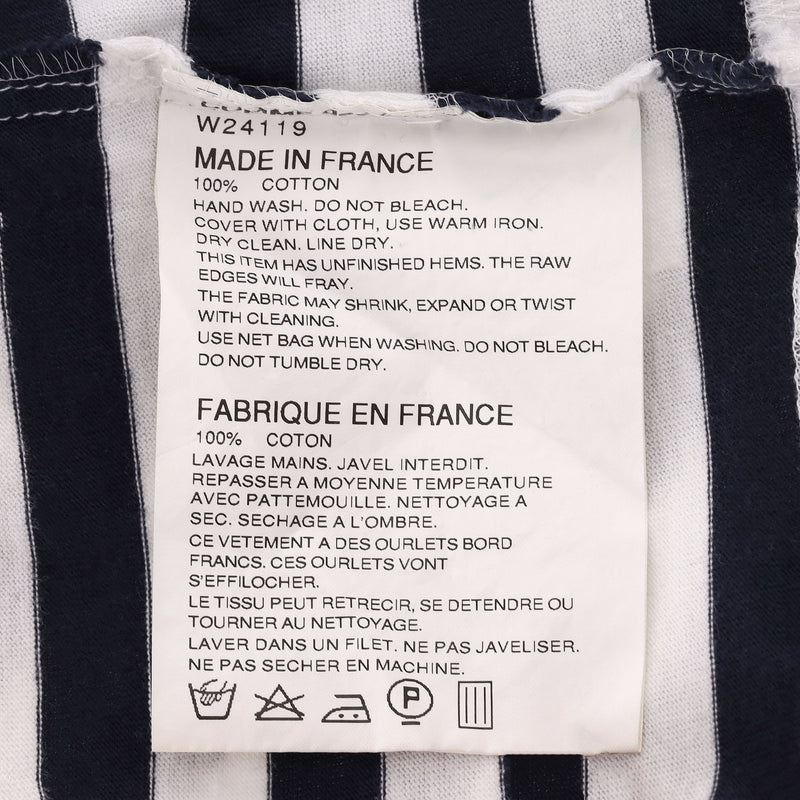 W24119
MADE IN FRANCE
100% COTTON
HAND WASH. DO NOT BLEACH.
COVER WITH CLOTH, USE WARM IRON.
DRY CLEAN. LINE DRY.
THIS ITEM HAS UNFINISHED HEMS. THE RAW
EDGES WILL FRAY.
THE FABRIC MAY SHRINK, EXPAND OR TWIST
WITH CLEANING.
USE NET BAG WHEN WASHING. DO NOT BLEACH.
DO NOT TUMBLE DRY.
FABRIQUE EN FRANCE
100% COTON
LAVAGE MAINS. JAVEL INTERDIT.
REPASSER A MOYENNE TEMPERATURE
AVEC PATTEMOUILLE. NETTOYAGE A
SEC. SECHAGE A L'OMBRE.
CE VETEMENT A DES OURLETS BORD
FRANCS. CES OURLETS VONT
S'EFFILOCHER.
LE TISSU PEUT RETRECIR, SE DETENDRE OU
TOURNER AU NETTOYAGE.
LAVER DANS UN FILET. NE PAS JAVELISER.
NE PAS SECHER EN MACHINE.
P